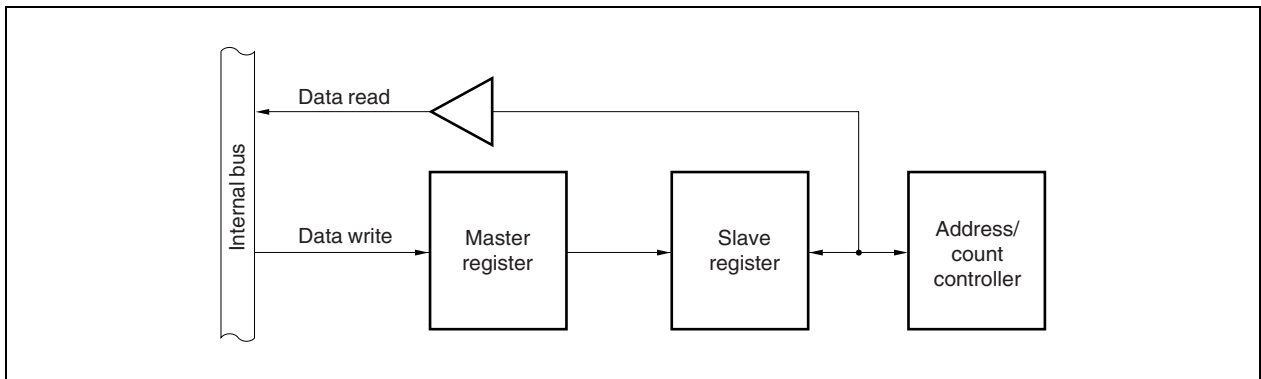 Data read
Internal bus
Data write
Master
register
Slave
register
Address/
count
controller